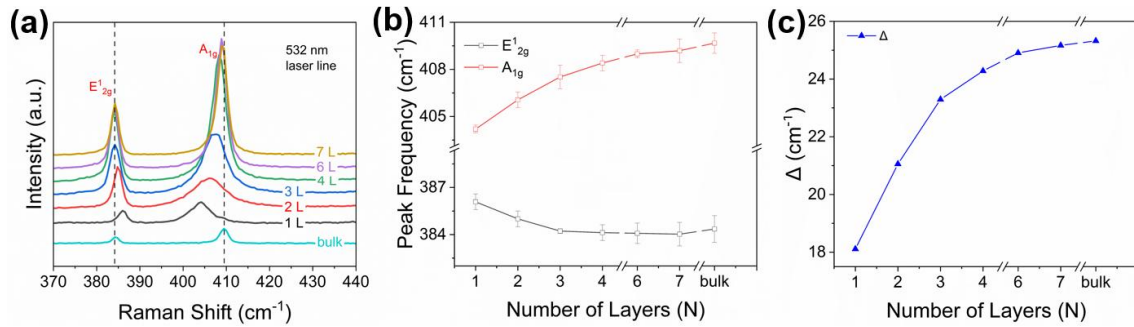 (a)
Intensity (a.u.)
E¹₂g
A₁g
532 nm
laser line
7 L
6 L
4 L
3 L
2 L
1 L
bulk
370 380 390 400 410 420 430 440
Raman Shift (cm⁻¹)
(b)
Peak Frequency (cm⁻¹)
411
408
405
387
384
E¹₂g
A₁g
1 2 3 4 6 7 bulk
Number of Layers (N)
(c)
Δ (cm⁻¹)
26
24
22
20
18
Δ
1 2 3 4 6 7 bulk
Number of Layers (N)